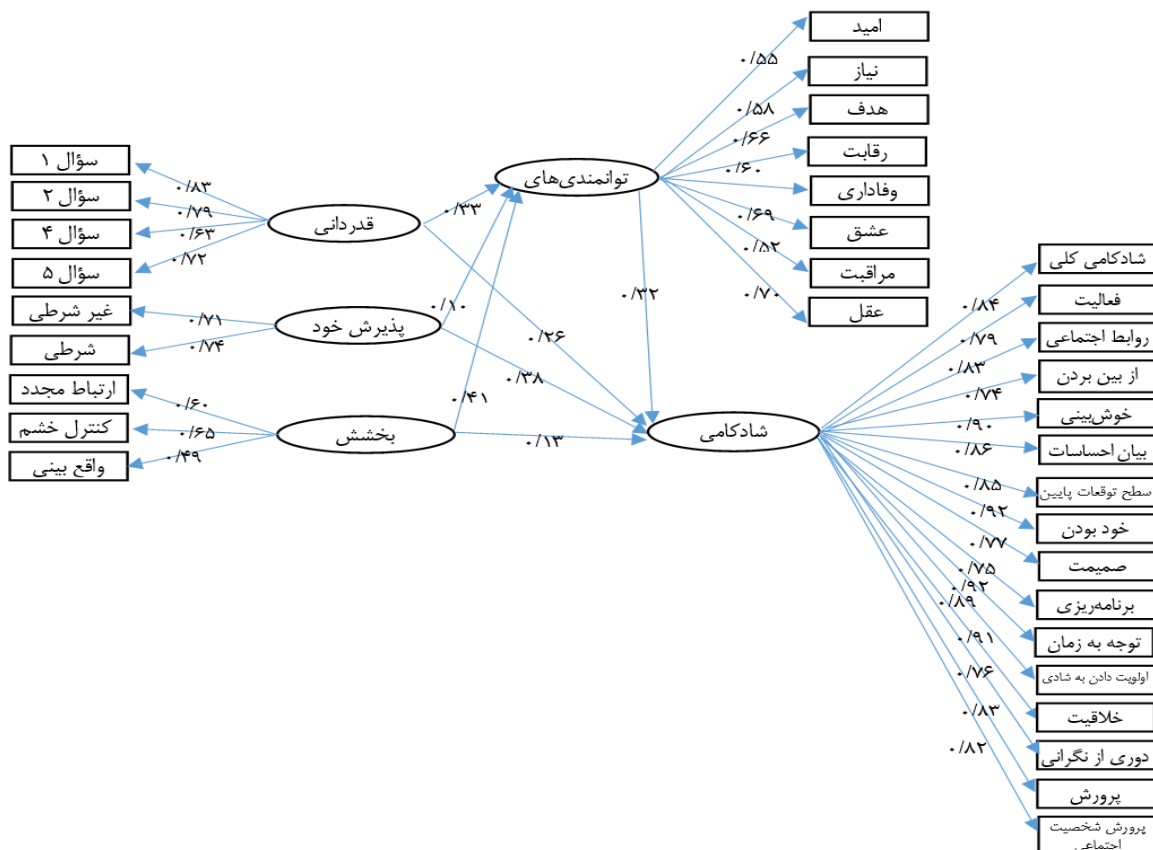 امید
نیاز
هدف
رقابت
وفاداری
عشق
مراقبت
عقل
۰/۵۵
۰/۵۸
۰/۶۶
۰/۶۰
۰/۶۹
۰/۵۲
۰/۷۰
توانمندی‌های
سؤال ۱
سؤال ۲
سؤال ۴
سؤال ۵
غیر شرطی
شرطی
ارتباط مجدد
کنترل خشم
واقع بینی
۰/۸۳
۰/۷۹
۰/۶۳
۰/۷۲
۰/۷۱
۰/۷۴
۰/۶۰
۰/۶۵
۰/۴۹
قدردانی
پذیرش خود
بخشش
۰/۳۳
۰/۱۰
۰/۴۱
۰/۲۶
۰/۳۸
۰/۱۳
۰/۳۲
شادکامی
۰/۸۴
۰/۷۹
۰/۸۳
۰/۷۴
۰/۹۰
۰/۸۶
۰/۸۵
۰/۹۲
۰/۷۷
۰/۷۵
۰/۹۲
۰/۸۹
۰/۹۱
۰/۷۶
۰/۸۳
۰/۸۲
شادکامی کلی
فعالیت
روابط اجتماعی
از بین بردن
خوش‌بینی
بیان احساسات
سطح توقعات پایین
خود بودن
صمیمت
برنامه‌ریزی
توجه به زمان
اولویت دادن به شادی
خلاقیت
دوری از نگرانی
پرورش
پرورش شخصیت
اجتماعی